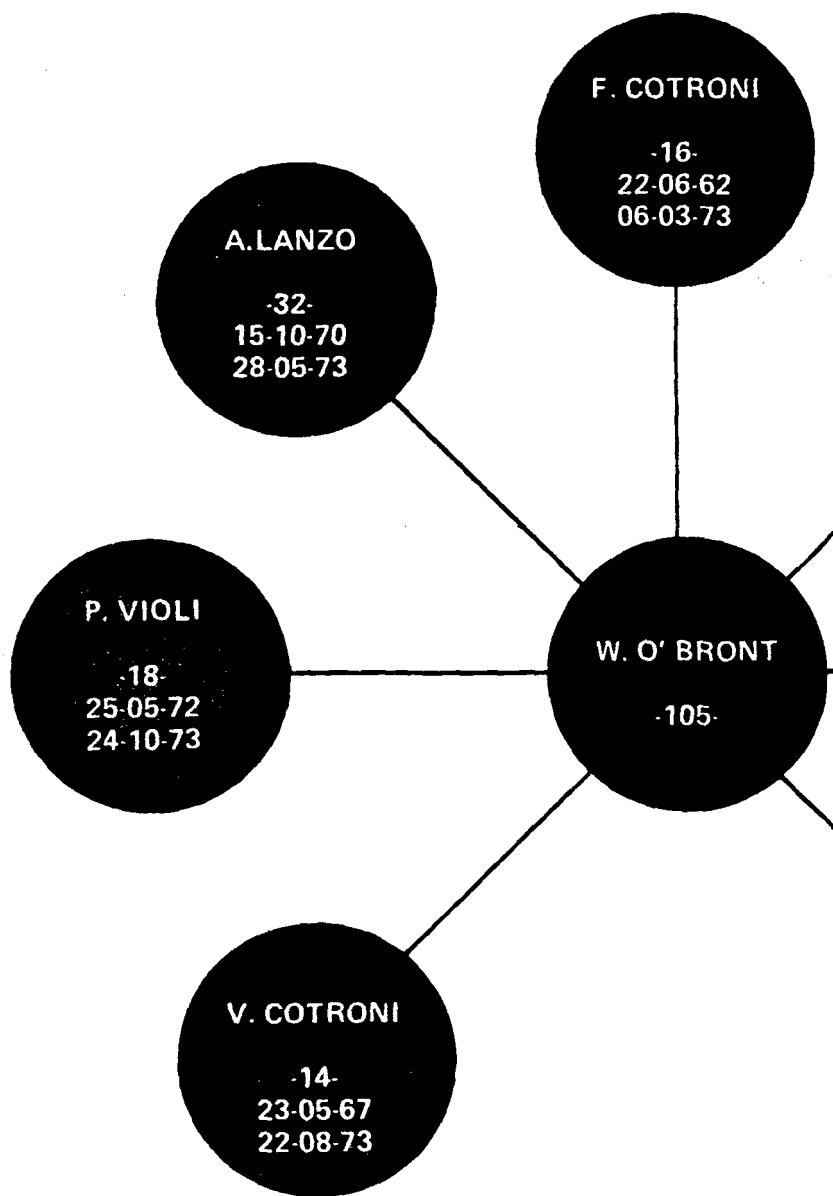 F. COTRONI
-16-
22-06-62
06-03-73
A.LANZO
-32-
15-10-70
28-05-73
P. VIOLI
-18-
25-05-72
24-10-73
W. O' BRONT
-105-
V. COTRONI
-14-
23-05-67
22-08-73